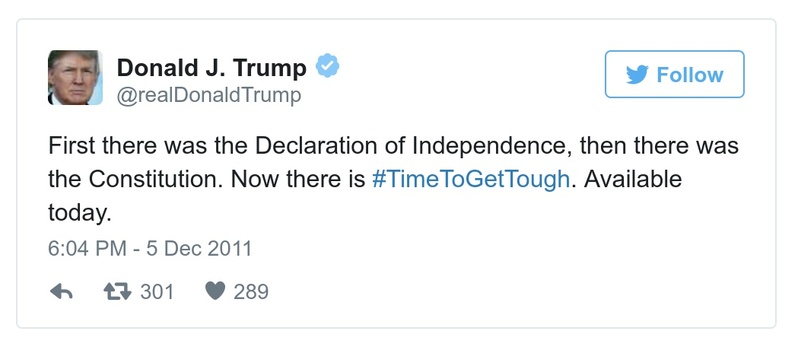 Donald J. Trump
@realDonaldTrump
Follow
First there was the Declaration of Independence, then there was
the Constitution. Now there is #TimeToGetTough. Available
today.
6:04 PM - 5 Dec 2011
301 289